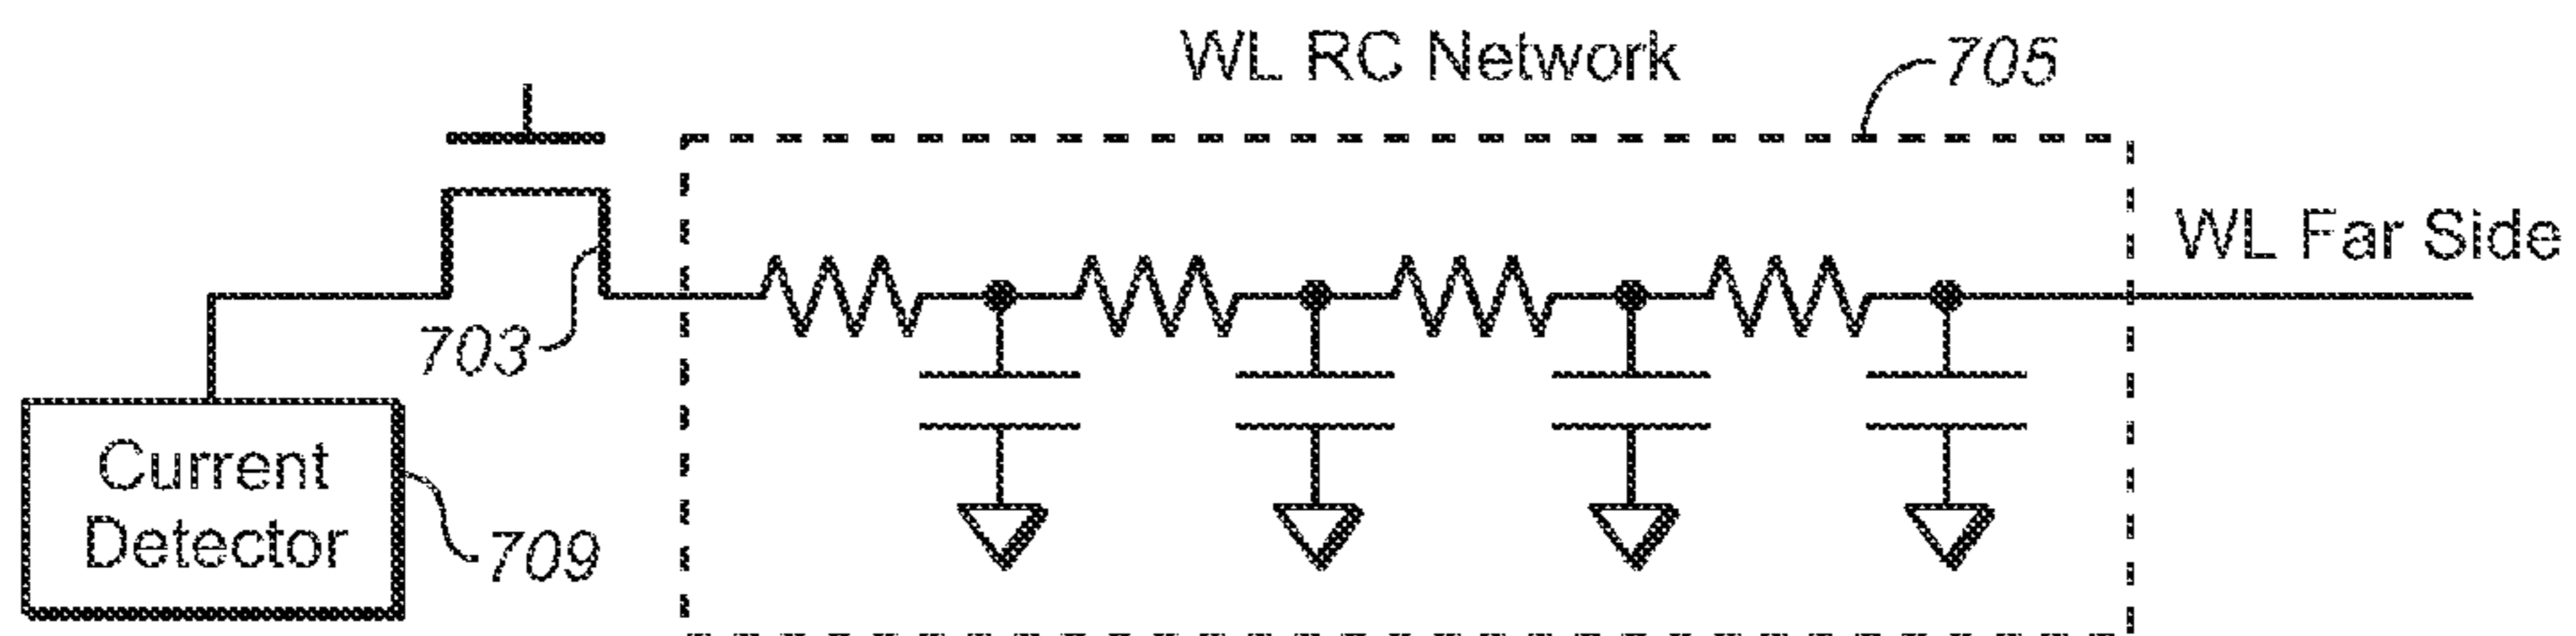 WL RC Network
705
WL Far Side
703
Current
Detector
709